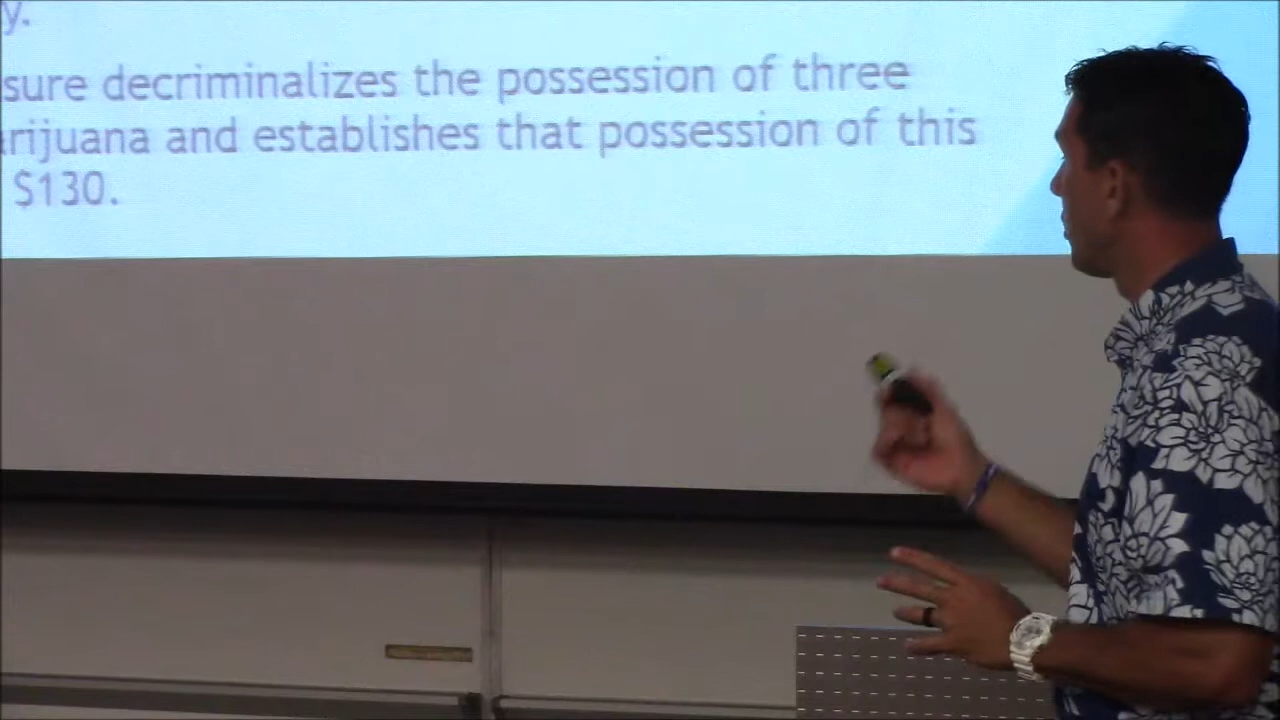 y.
sure decriminalizes the possession of three
arijuana and establishes that possession of this
$130.